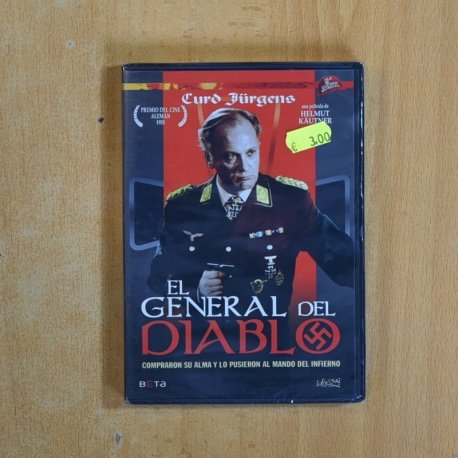 Curd Jürgens
PREMIO DEL CINE
ALEMÁN
1955
una película de
HELMUT
KÄUTNER
€ 3.00
EL
GENERAL DEL
DIABLO
COMPRARON SU ALMA Y LO PUSIERON AL MANDO DEL INFIERNO
BETA
divisa